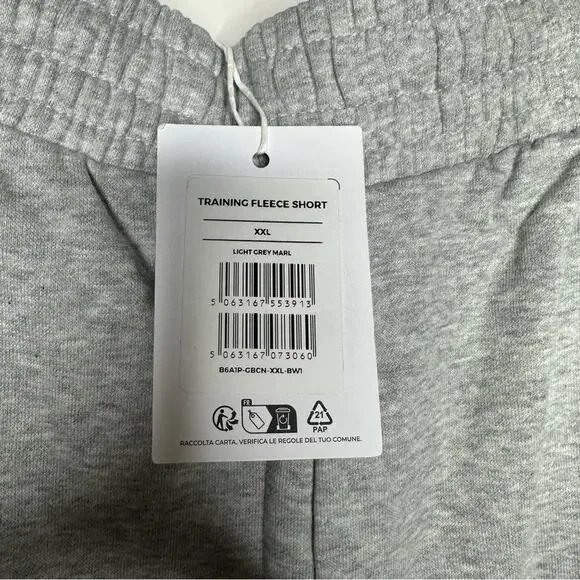 TRAINING FLEECE SHORT
XXL
LIGHT GREY MARL
5 063167 553913
5 063167 073060
B6A1P-GBCN-XXL-BW1
FR
21
PAP
RACCOLTA CARTA. VERIFICA LE REGOLE DEL TUO COMUNE.